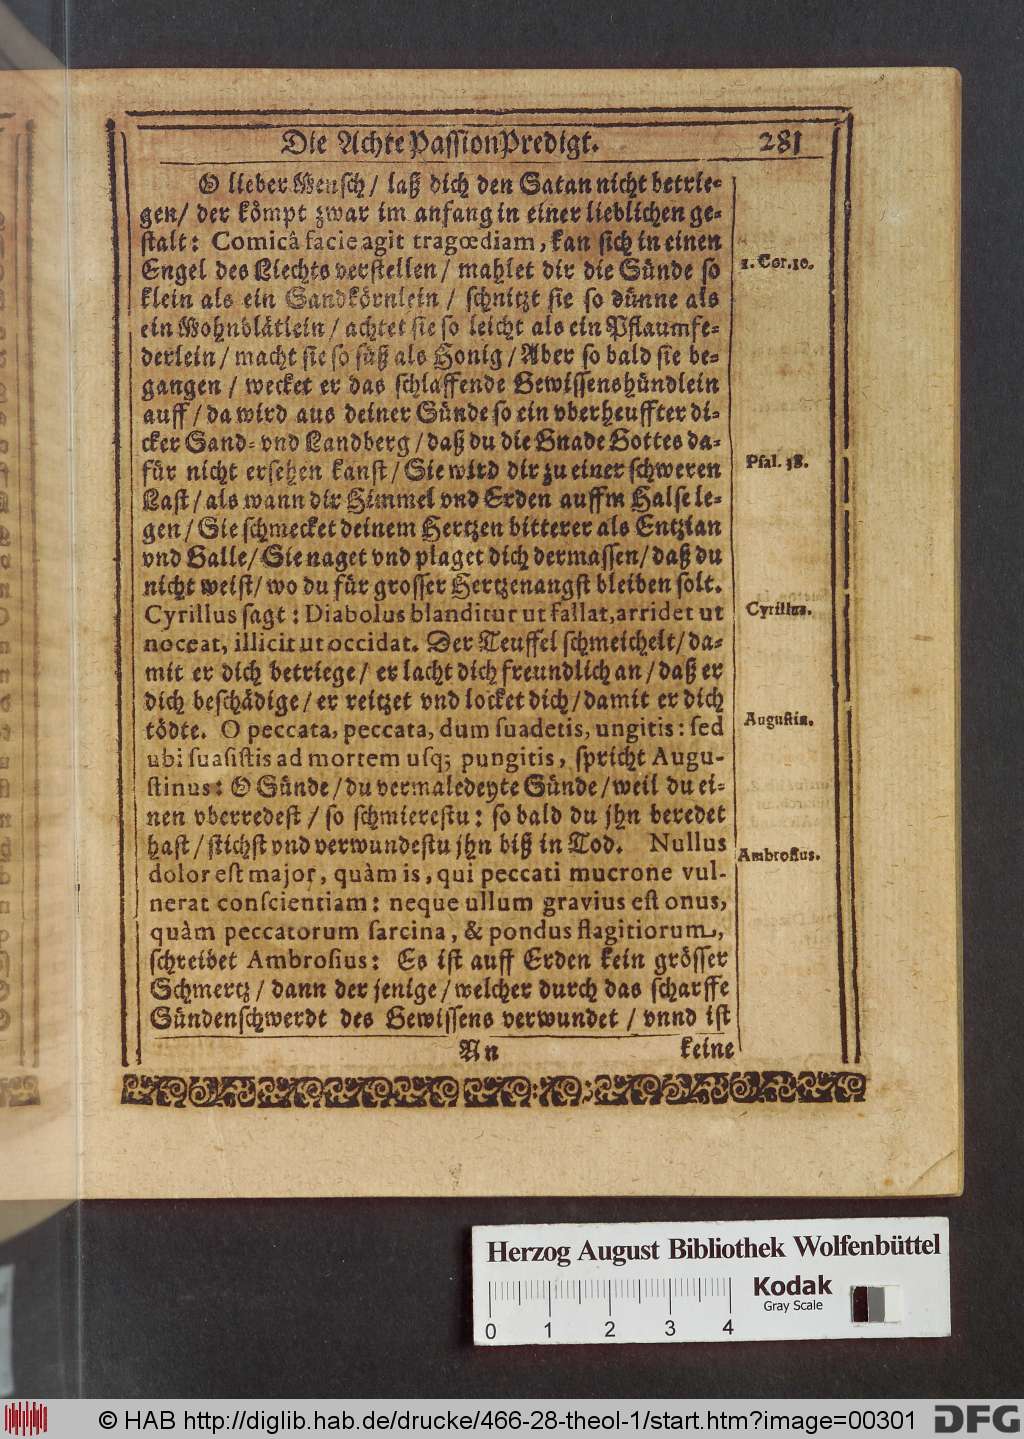 Die Achte PassionPredigt. 281
O lieber Mensch / laß dich den Satan nicht betrie-
gen / der kömpt zwar im anfang in einer lieblichen ge-
stalt: Comicâ facie agit tragœdiam, kan sich in einen
Engel des Liechts verstellen / mahlet dir die Sünde so
1. Cor. 10.
klein als ein Sandkörnlein / schnitzt sie so dünne als
ein Mohnblätlein / achtet sie so leicht als ein Pflaumfe-
derlein / macht sie so süß als Honig / Aber so bald sie be-
gangen / wecket er das schlaffende Gewissenshündlein
auff / da wird aus deiner Sünde so ein vberheuffter di-
cker Sand- vnd Landberg / daß du die Gnade Gottes da-
für nicht ersehen kanst / Sie wird dir zu einer schweren
Psal. 38.
Last / als wann dir Himmel vnd Erden auffm Halse le-
gen / Sie schmecket deinem Hertzen bitterer als Entzian
vnd Galle / Sie naget vnd plaget dich dermassen / daß du
nicht weist / wo du für grosser Hertzenangst bleiben solt.
Cyrillus sagt: Diabolus blanditur ut fallat, arridet ut
Cyrillus.
noceat, illicit ut occidat. Der Teuffel schmeichelt / da-
mit er dich betriege / er lacht dich freundlich an / daß er
dich beschädige / er reitzet vnd locket dich / damit er dich
tödte. O peccata, peccata, dum suadetis, ungitis: sed
Augustin.
ubi suasistis ad mortem usq; pungitis, spricht Augu-
stinus: O Sünde / du vermaledeyte Sünde / weil du ei-
nen vberredest / so schmierestu: so bald du jhn beredet
hast / stichst vnd verwundestu jhn biß in Tod. Nullus
Ambrosius.
dolor est major, quàm is, qui peccati mucrone vul-
nerat conscientiam: neque ullum gravius est onus,
quàm peccatorum sarcina, & pondus flagitiorum,
schreibet Ambrosius: Es ist auff Erden kein grösser
Schmertz / dann der jenige / welcher durch das scharffe
Sündenschwerdt des Gewissens verwundet / vnnd ist
An keine
Herzog August Bibliothek Wolfenbüttel
Kodak
Gray Scale
0 1 2 3 4
© HAB http://diglib.hab.de/drucke/466-28-theol-1/start.htm?image=00301 DFG